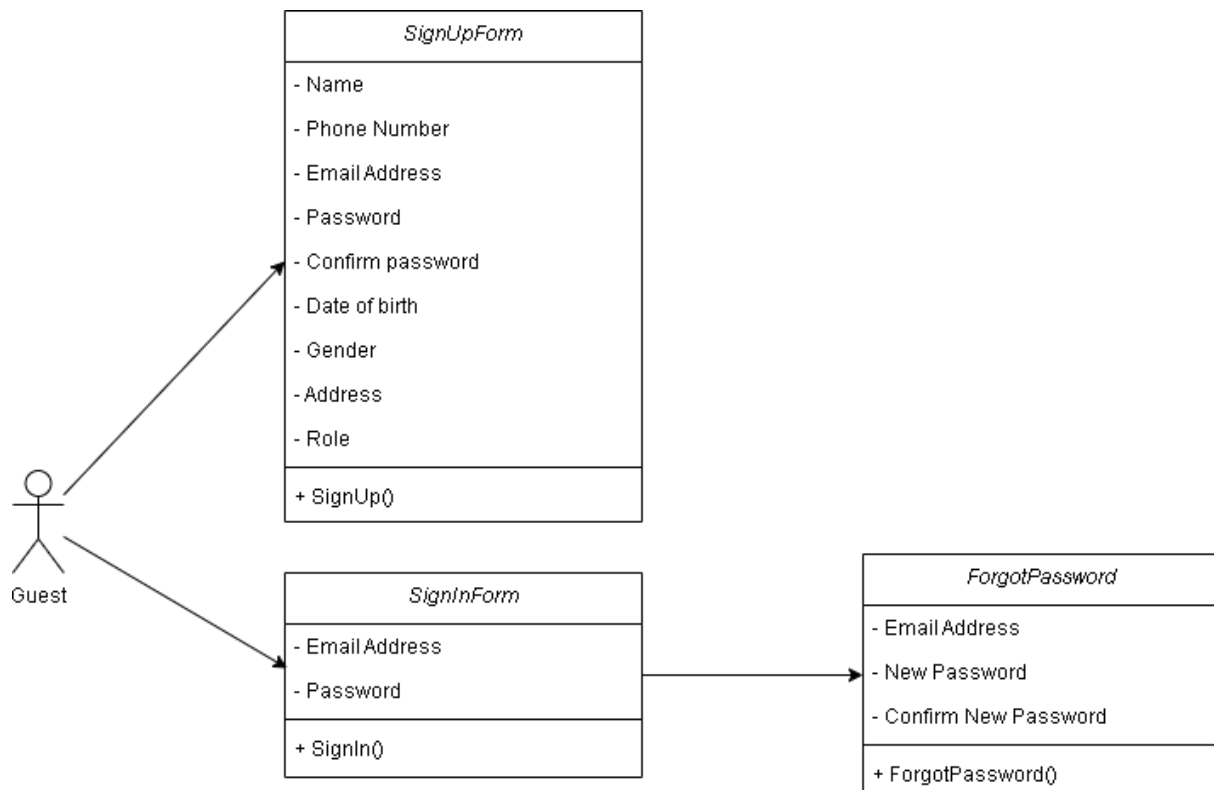 SignUpForm
- Name
- Phone Number
- Email Address
- Password
- Confirm password
- Date of birth
- Gender
- Address
- Role
+ SignUp()
Guest
SignInForm
- Email Address
- Password
+ SignIn()
ForgotPassword
- Email Address
- New Password
- Confirm New Password
+ ForgotPassword()